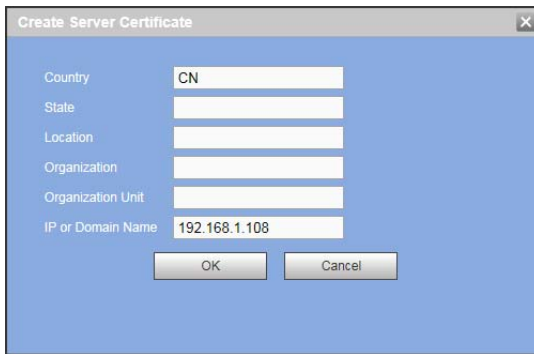 Create Server Certificate
Country CN
State
Location
Organization
Organization Unit
IP or Domain Name 192.168.1.108
OK Cancel